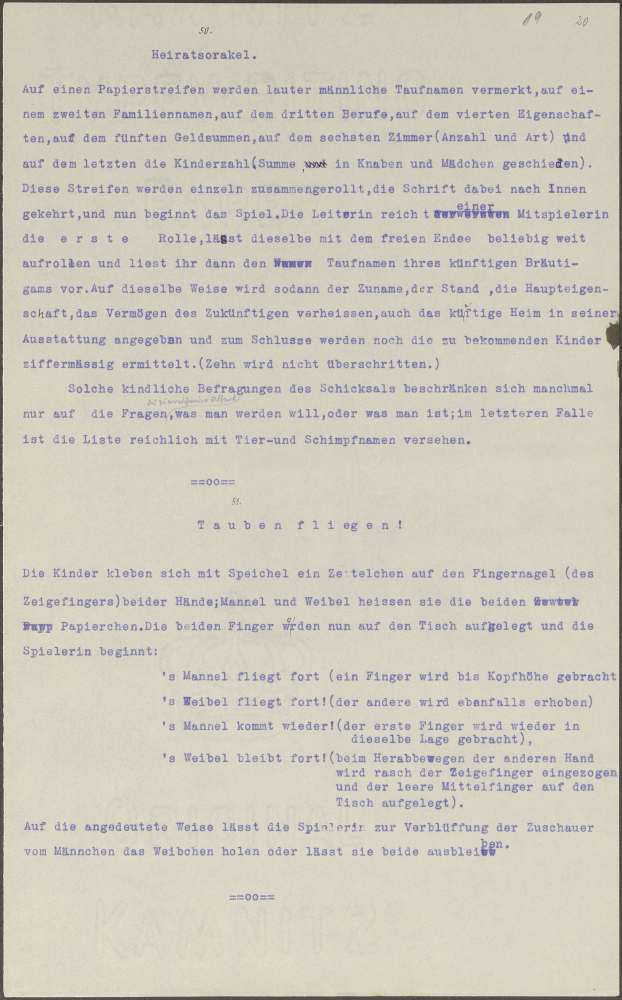 19 20
50.
Heiratsorakel.
Auf einen Papierstreifen werden lauter männliche Taufnamen vermerkt,auf ei-
nem zweiten Familiennamen,auf dem dritten Berufe,auf dem vierten Eigenschaf-
ten,auf dem fünften Geldsummen,auf dem sechsten Zimmer(Anzahl und Art) und
auf dem letzten die Kinderzahl(Summe in Knaben und Mädchen geschieden).
Diese Streifen werden einzeln zusammengerollt,die Schrift dabei nach Innen
gekehrt,und nun beginnt das Spiel.Die Leiterin reicht einer Mitspielerin
die e r s t e Rolle,lässt dieselbe mit dem freien Endee beliebig weit
aufrollen und liest ihr dann den Taufnamen ihres künftigen Bräuti-
gams vor.Auf dieselbe Weise wird sodann der Zuname,der Stand ,die Haupteigen-
schaft,das Vermögen des Zukünftigen verheissen,auch das küftige Heim in seiner
Ausstattung angegeben und zum Schlusse werden noch die zu bekommenden Kinder
ziffermässig ermittelt.(Zehn wird nicht überschritten.)
Solche kindliche Befragungen des Schicksals beschränken sich manchmal
nur auf die Fragen,was man werden will,oder was man ist;im letzteren Falle
ist die Liste reichlich mit Tier-und Schimpfnamen versehen.
==oo==
51.
T a u b e n f l i e g e n !
Die Kinder kleben sich mit Speichel ein Zettelchen auf den Fingernagel (des
Zeigefingers)beider Hände;Mannel und Weibel heissen sie die beiden
Papierchen.Die beiden Finger wrden nun auf den Tisch aufgelegt und die
Spielerin beginnt:
's Mannel fliegt fort (ein Finger wird bis Kopfhöhe gebracht
's Weibel fliegt fort!(der andere wird ebenfalls erhoben)
's Mannel kommt wieder!(der erste Finger wird wieder in
dieselbe Lage gebracht),
's Weibel bleibt fort!(beim Herabbewegen der anderen Hand
wird rasch der Zeigefinger eingezogen
und der leere Mittelfinger auf den
Tisch aufgelegt).
Auf die angedeutete Weise lässt die Spielerin zur Verblüffung der Zuschauer
vom Männchen das Weibchen holen oder lässt sie beide ausbleiben.
==oo==